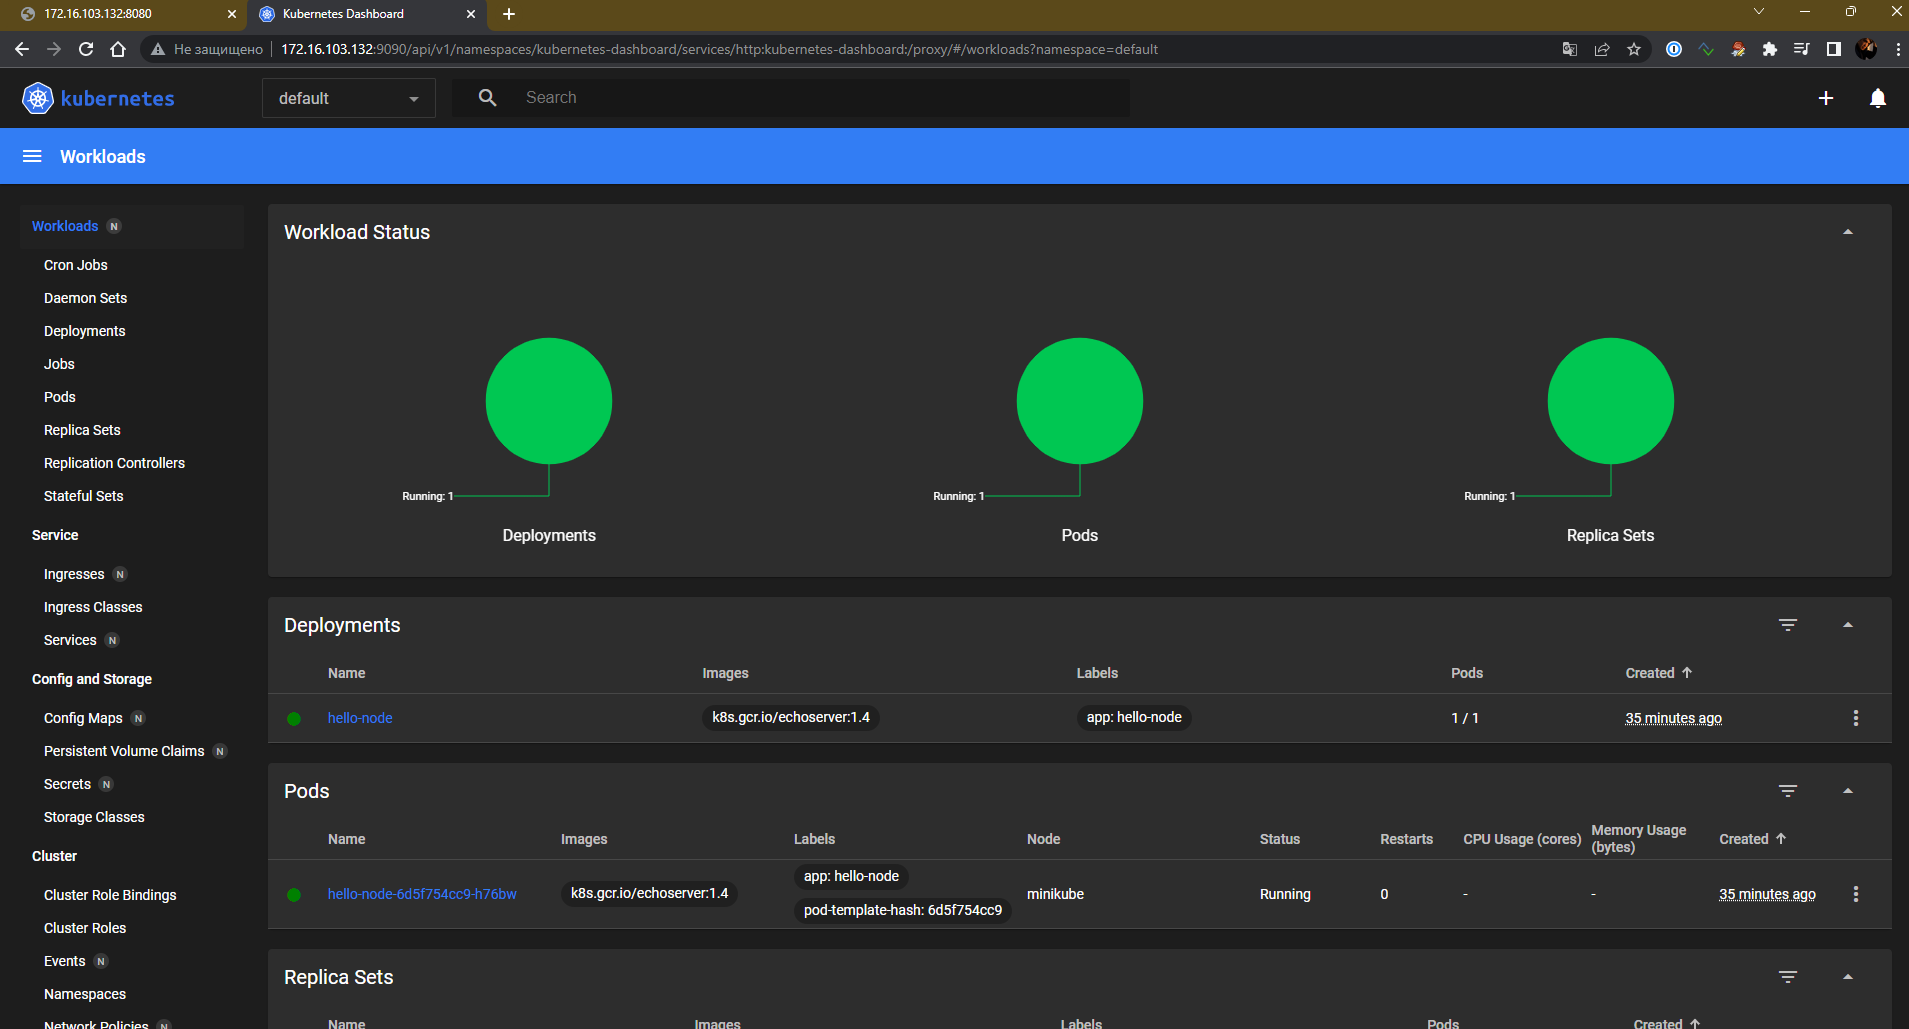 172.16.103.132:8080
Kubernetes Dashboard
Не защищено
172.16.103.132:9090/api/v1/namespaces/kubernetes-dashboard/services/http:kubernetes-dashboard:/proxy/#/workloads?namespace=default
kubernetes
default
Search
Workloads
Workloads N
Cron Jobs
Daemon Sets
Deployments
Jobs
Pods
Replica Sets
Replication Controllers
Stateful Sets
Service
Ingresses N
Ingress Classes
Services N
Config and Storage
Config Maps N
Persistent Volume Claims N
Secrets N
Storage Classes
Cluster
Cluster Role Bindings
Cluster Roles
Events N
Namespaces
Network Policies N
Workload Status
Running: 1
Deployments
Running: 1
Pods
Running: 1
Replica Sets
Deployments
Name Images Labels Pods Created
hello-node k8s.gcr.io/echoserver:1.4 app: hello-node 1 / 1 35 minutes ago
Pods
Name Images Labels Node Status Restarts CPU Usage (cores) Memory Usage (bytes) Created
hello-node-6d5f754cc9-h76bw k8s.gcr.io/echoserver:1.4 app: hello-node pod-template-hash: 6d5f754cc9 minikube Running 0 - - 35 minutes ago
Replica Sets
Name Images Labels Pods Created